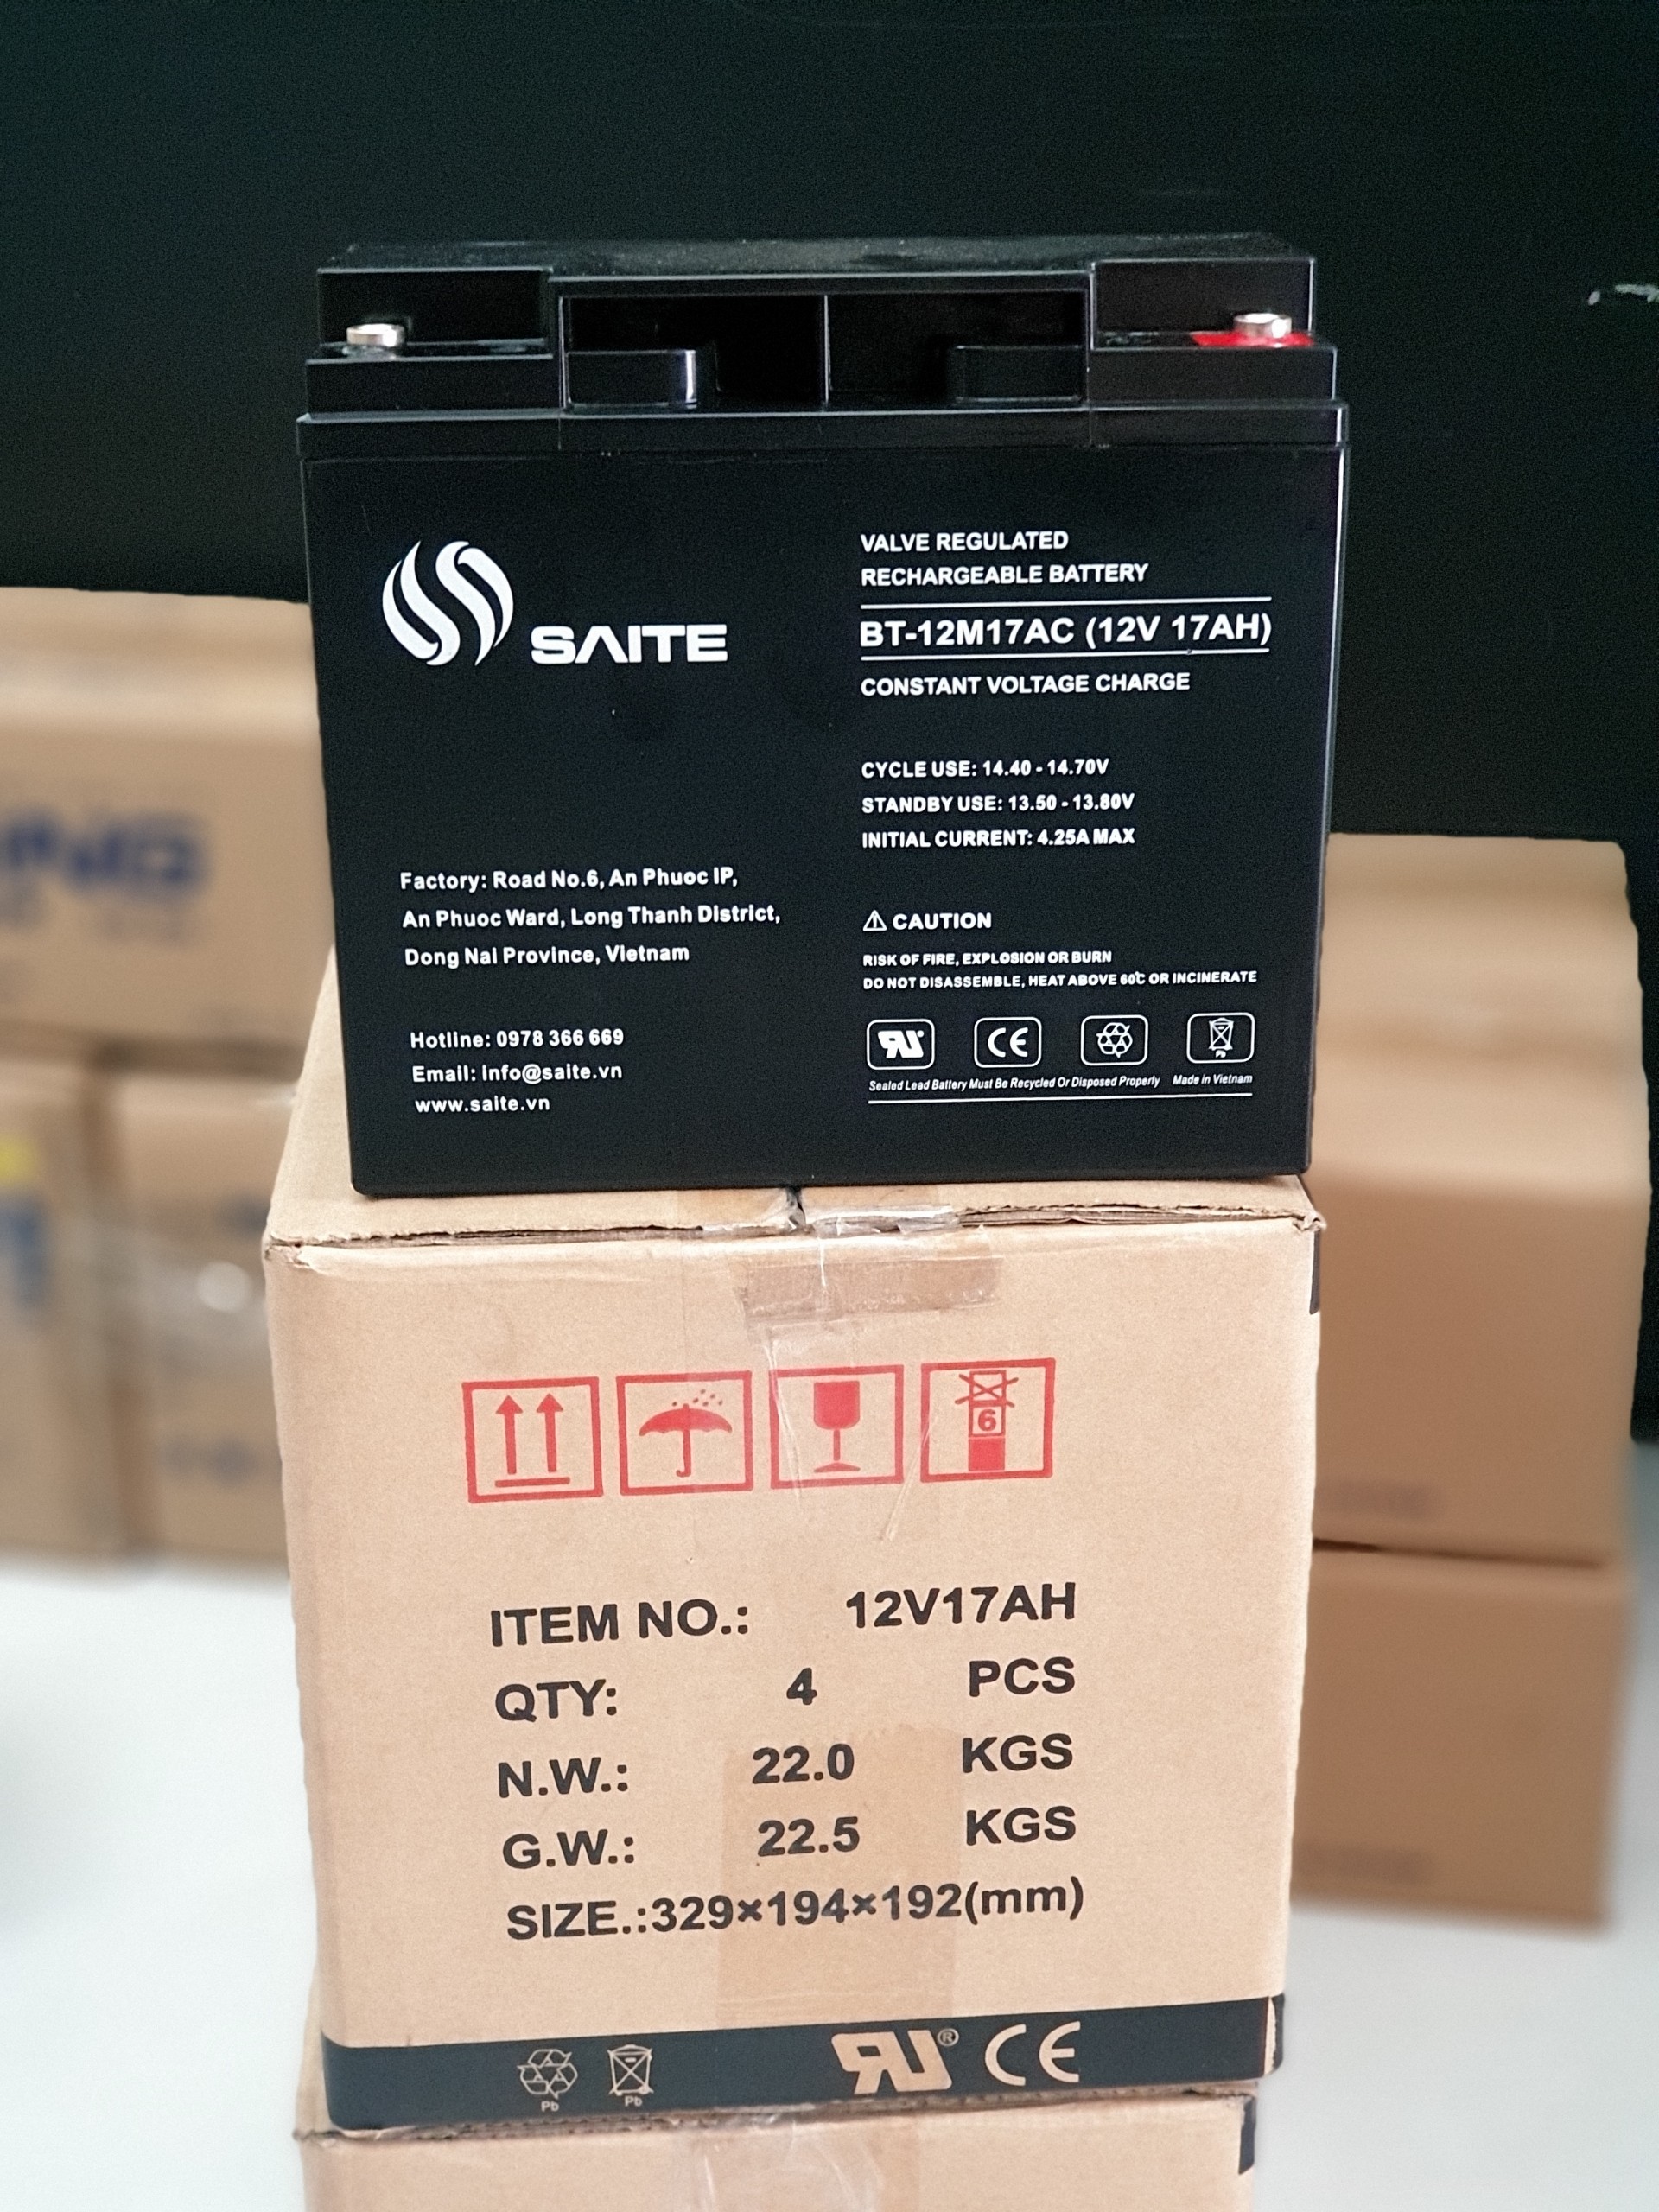 SAITE
VALVE REGULATED
RECHARGEABLE BATTERY
BT-12M17AC (12V 17AH)
CONSTANT VOLTAGE CHARGE
CYCLE USE: 14.40 - 14.70V
STANDBY USE: 13.50 - 13.80V
INITIAL CURRENT: 4.25A MAX
Factory: Road No.6, An Phuoc IP,
An Phuoc Ward, Long Thanh District,
Dong Nai Province, Vietnam
Hotline: 0978 366 669
Email: info@saite.vn
www.saite.vn
⚠ CAUTION
RISK OF FIRE, EXPLOSION OR BURN
DO NOT DISASSEMBLE, HEAT ABOVE 60℃ OR INCINERATE
CE
Pb
Sealed Lead Battery Must Be Recycled Or Disposed Properly Made in Vietnam
6
ITEM NO.: 12V17AH
QTY: 4 PCS
N.W.: 22.0 KGS
G.W.: 22.5 KGS
SIZE.:329×194×192(mm)
Pb Pb
® CE